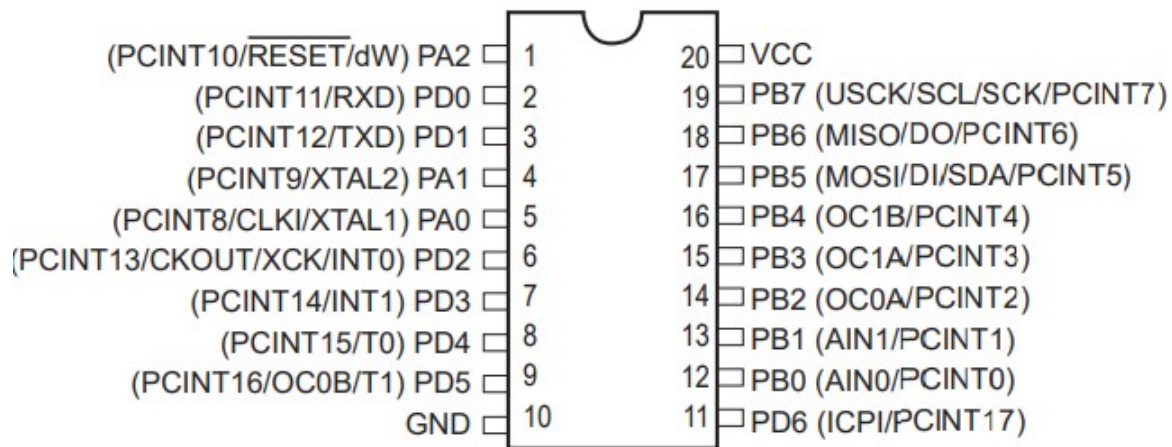 (PCINT10/RESET/dW) PA2 1 20 VCC
(PCINT11/RXD) PD0 2 19 PB7 (USCK/SCL/SCK/PCINT7)
(PCINT12/TXD) PD1 3 18 PB6 (MISO/DO/PCINT6)
(PCINT9/XTAL2) PA1 4 17 PB5 (MOSI/DI/SDA/PCINT5)
(PCINT8/CLKI/XTAL1) PA0 5 16 PB4 (OC1B/PCINT4)
(PCINT13/CKOUT/XCK/INT0) PD2 6 15 PB3 (OC1A/PCINT3)
(PCINT14/INT1) PD3 7 14 PB2 (OC0A/PCINT2)
(PCINT15/T0) PD4 8 13 PB1 (AIN1/PCINT1)
(PCINT16/OC0B/T1) PD5 9 12 PB0 (AIN0/PCINT0)
GND 10 11 PD6 (ICPI/PCINT17)